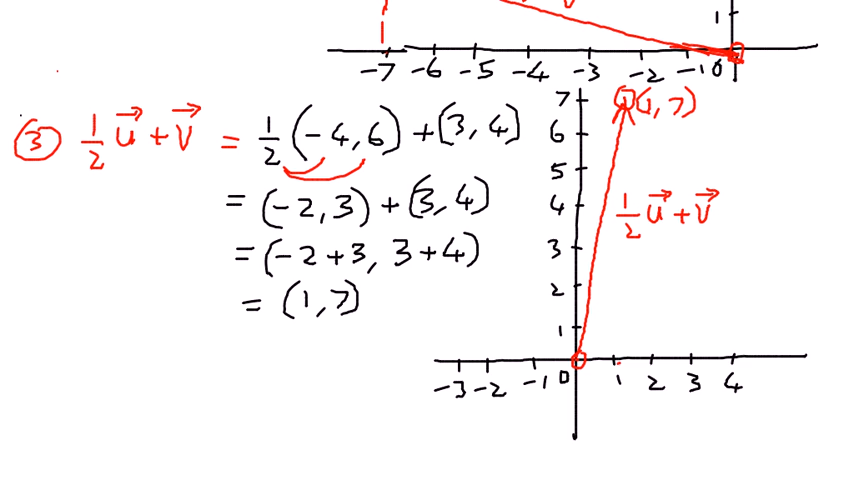 1
-7 -6 -5 -4 -3 -2 -1 0
③ 1/2 u⃗ + v⃗ = 1/2 (-4, 6) + (3, 4)
= (-2, 3) + (3, 4)
= (-2+3, 3+4)
= (1, 7)
7 (1, 7)
6
5
4 1/2 u⃗ + v⃗
3
2
1
-3 -2 -1 0 1 2 3 4